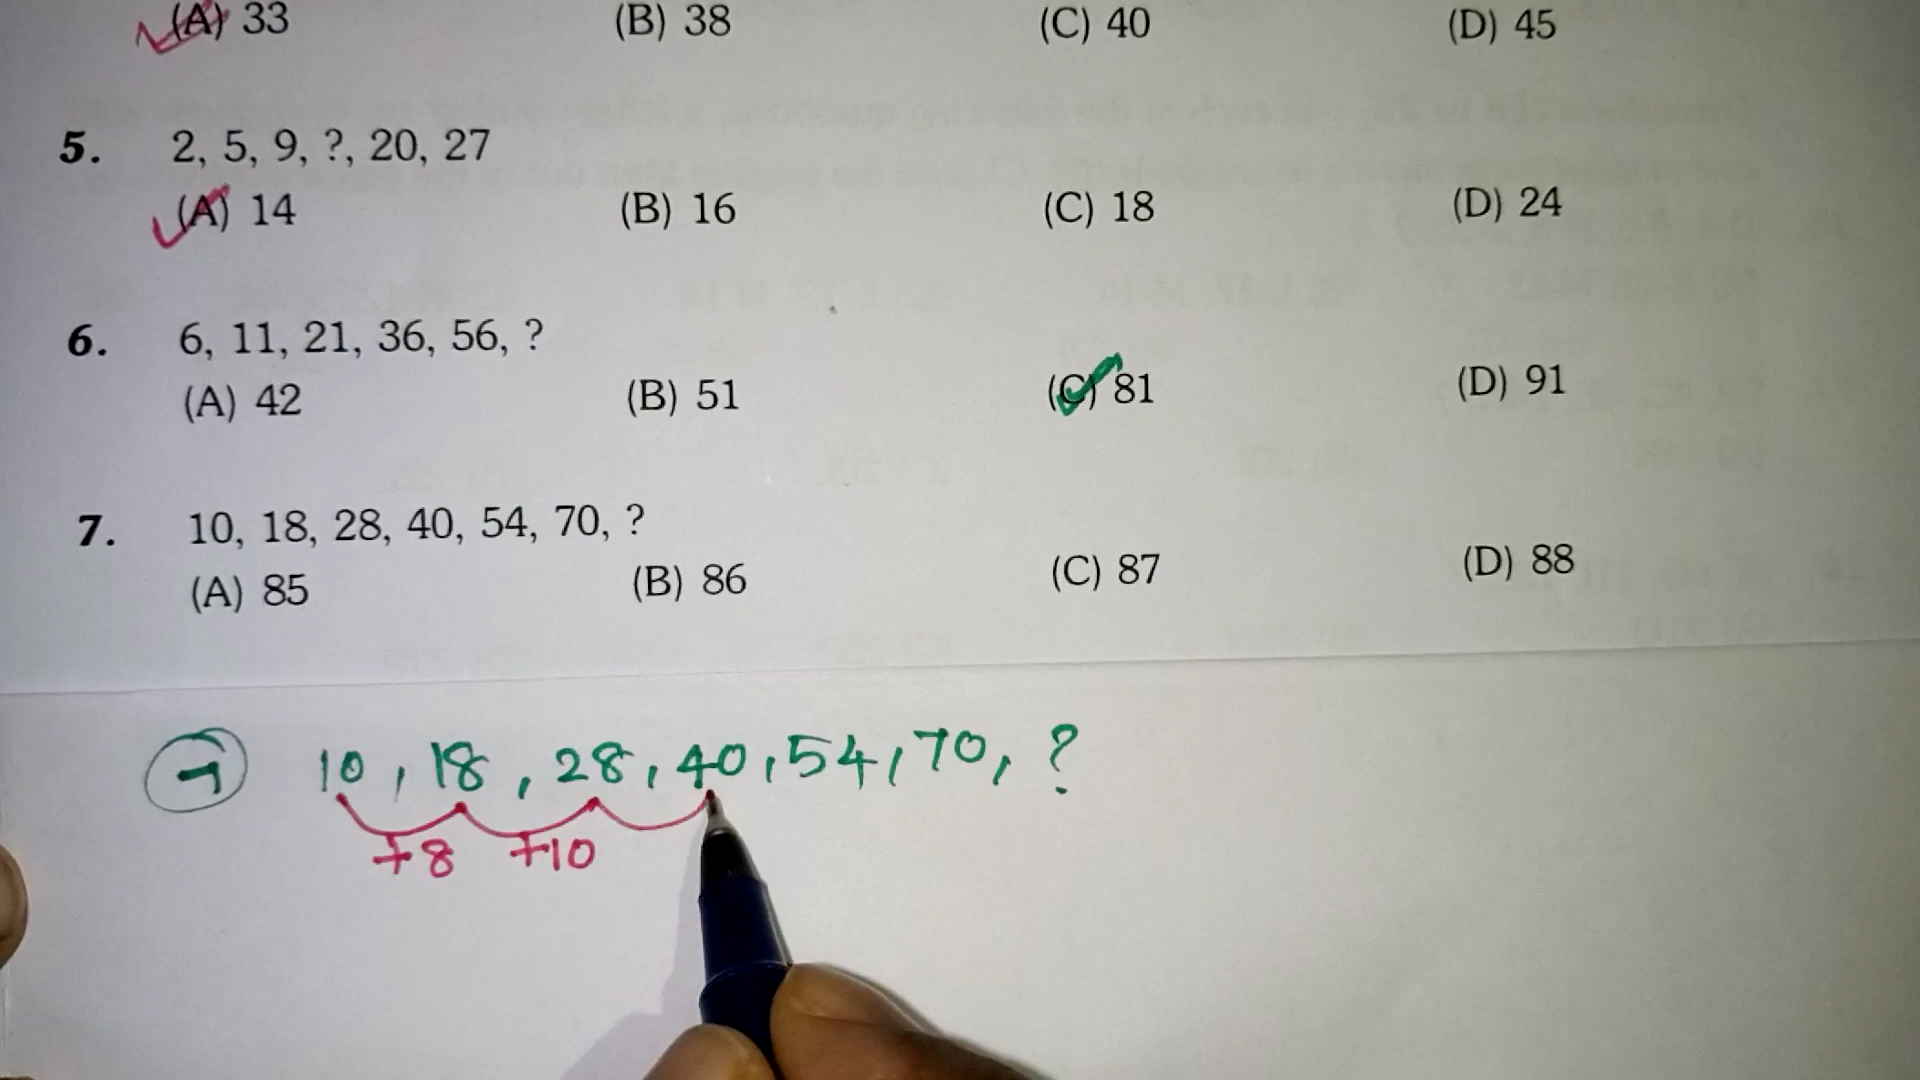 (A) 33 (B) 38 (C) 40 (D) 45
5. 2, 5, 9, ?, 20, 27
(A) 14 (B) 16 (C) 18 (D) 24
6. 6, 11, 21, 36, 56, ?
(A) 42 (B) 51 (C) 81 (D) 91
7. 10, 18, 28, 40, 54, 70, ?
(A) 85 (B) 86 (C) 87 (D) 88
7 10, 18, 28, 40, 54, 70, ?
+8 +10